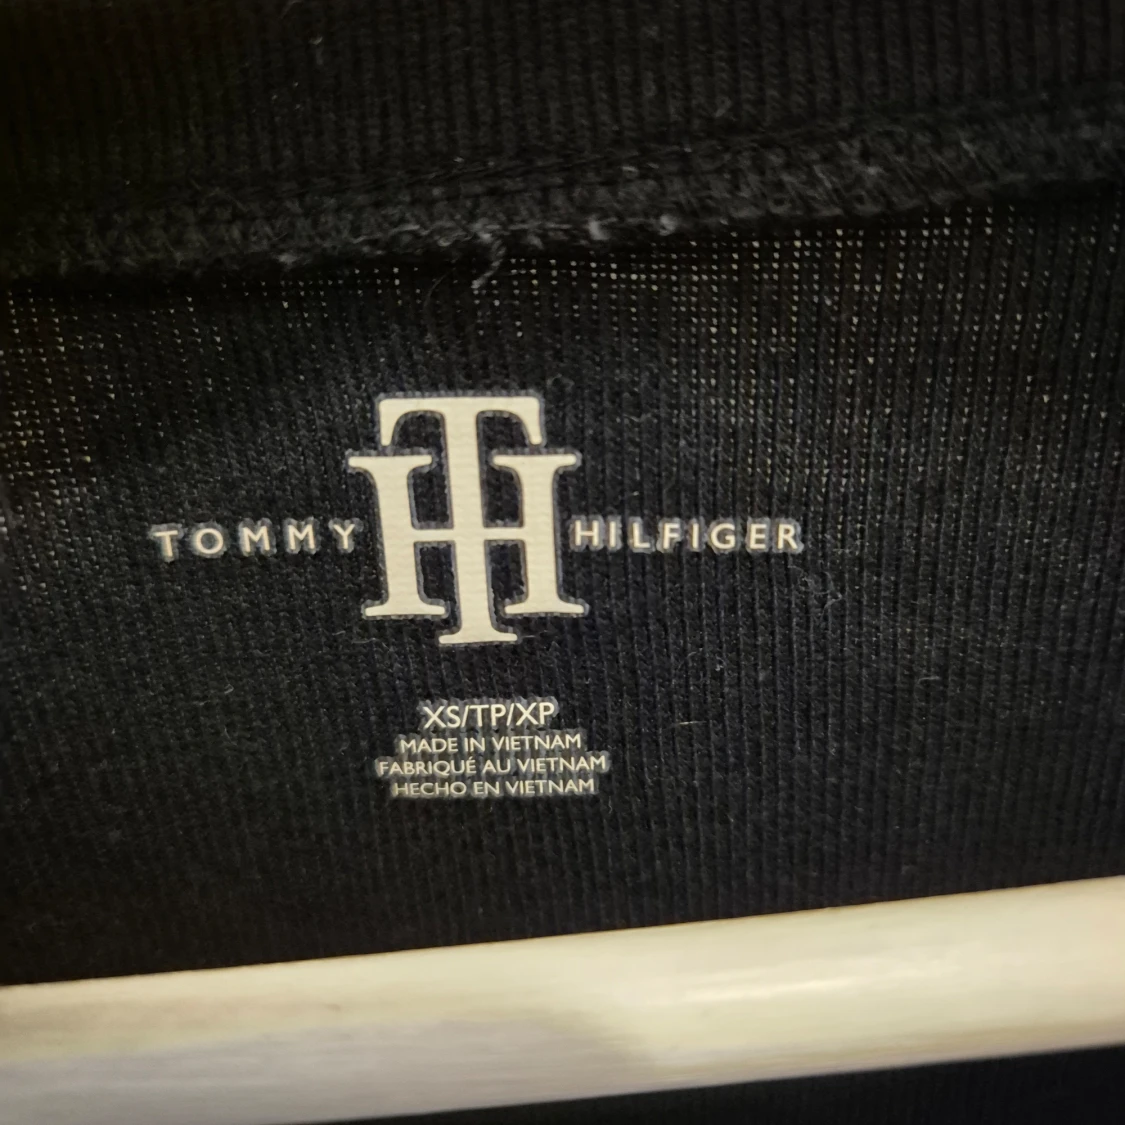 TH
TOMMY HILFIGER
XS/TP/XP
MADE IN VIETNAM
FABRIQUÉ AU VIETNAM
HECHO EN VIETNAM